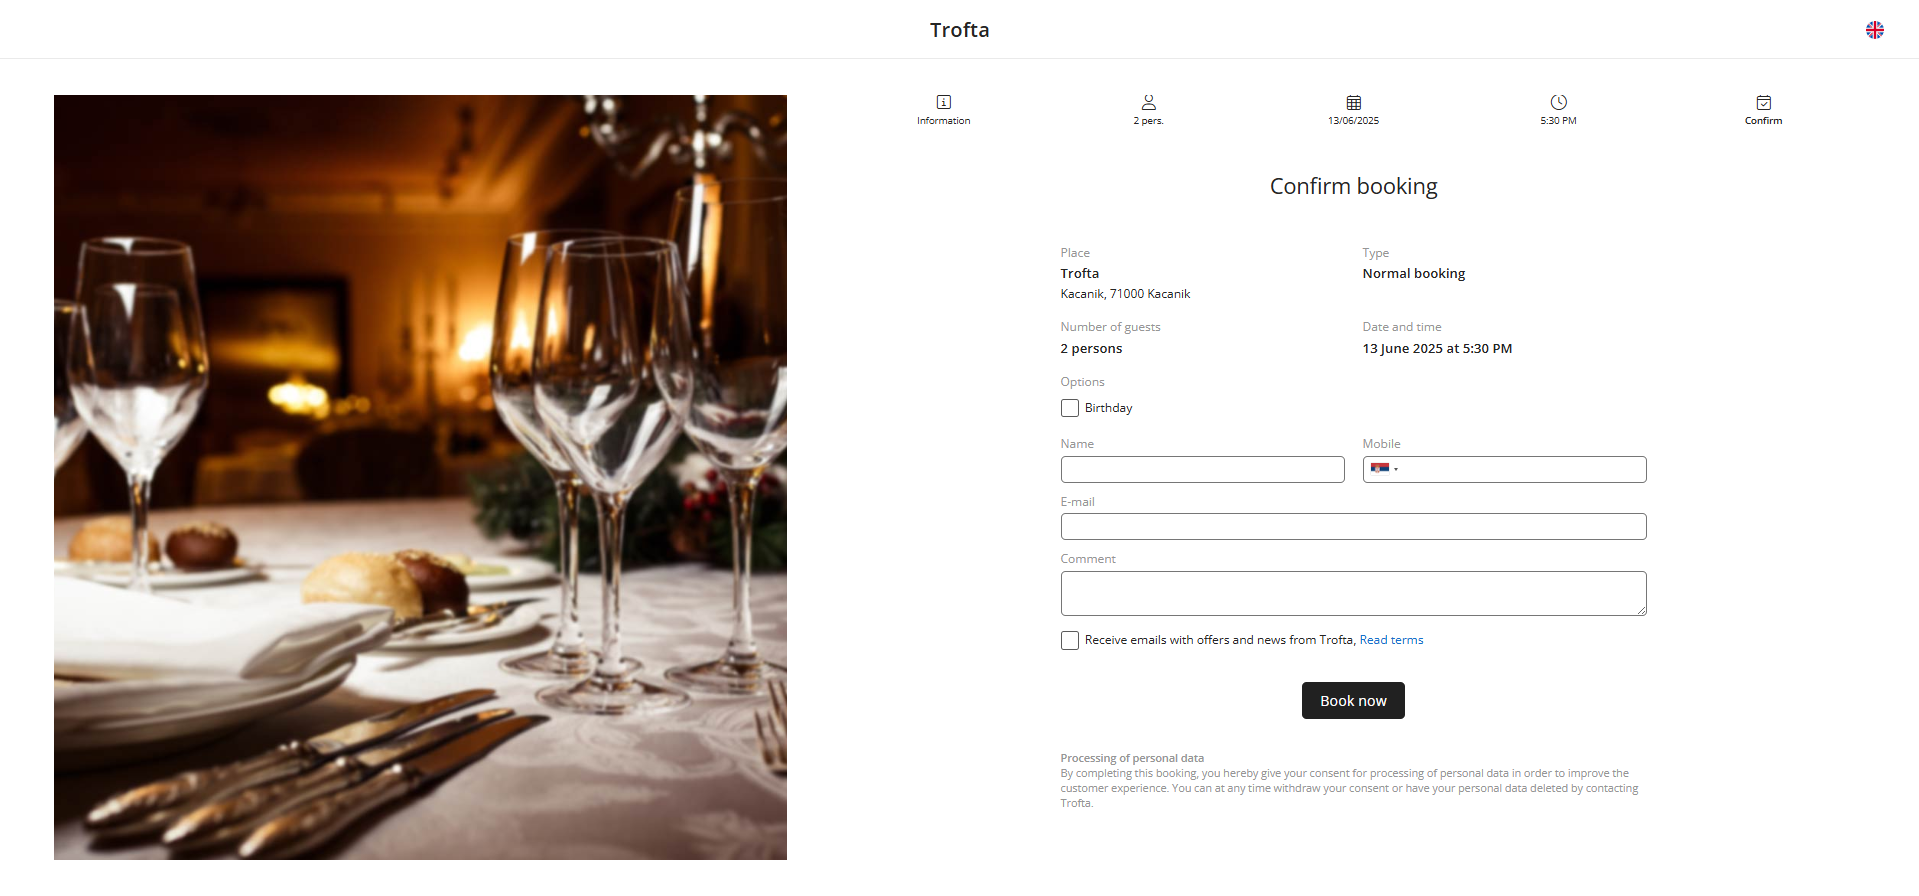 Trofta
Information
2 pers.
13/06/2025
5:30 PM
Confirm
Confirm booking
Place
Trofta
Kacanik, 71000 Kacanik
Type
Normal booking
Number of guests
2 persons
Date and time
13 June 2025 at 5:30 PM
Options
Birthday
Name
Mobile
E-mail
Comment
Receive emails with offers and news from Trofta, Read terms
Book now
Processing of personal data
By completing this booking, you hereby give your consent for processing of personal data in order to improve the
customer experience. You can at any time withdraw your consent or have your personal data deleted by contacting
Trofta.